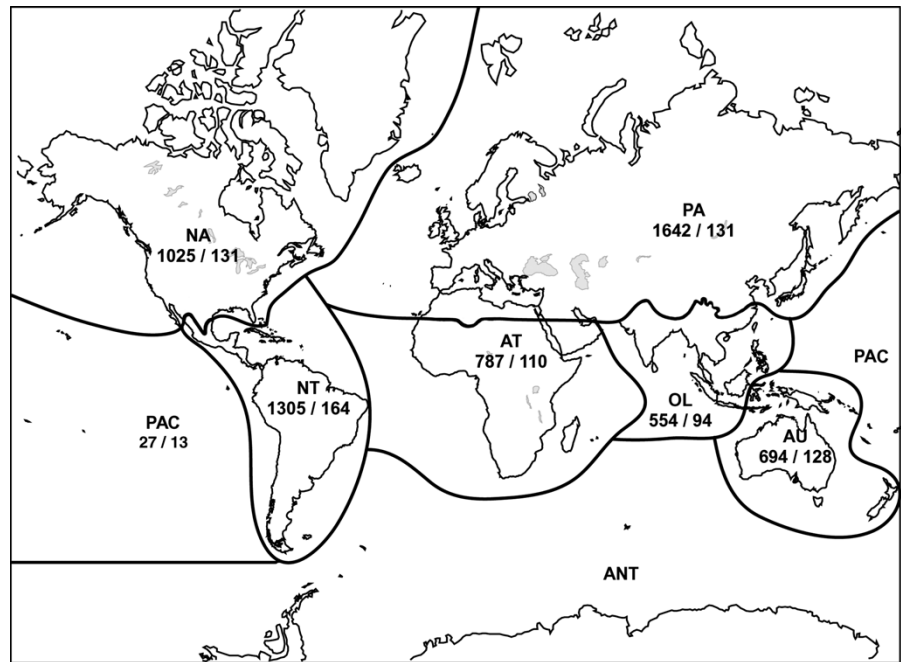 NA
1025 / 131
PA
1642 / 131
AT
787 / 110
PAC
NT
1305 / 164
OL
554 / 94
PAC
27 / 13
AU
694 / 128
ANT